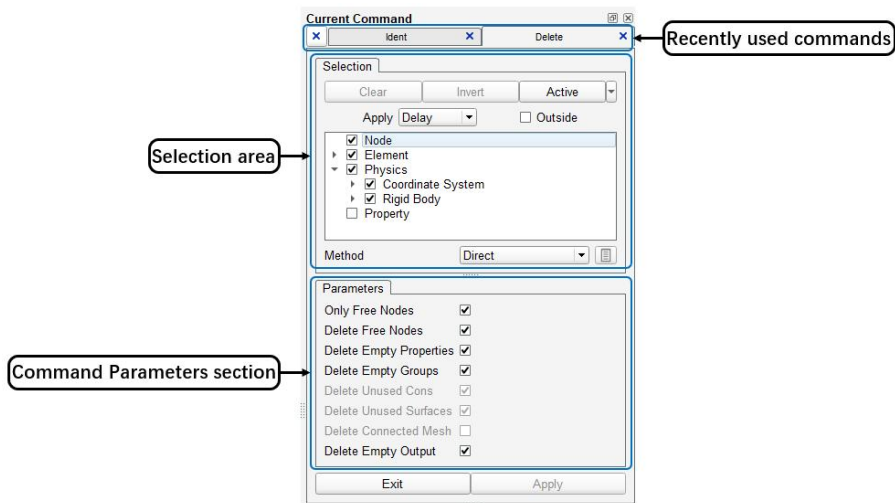 Current Command
Ident
Delete
Recently used commands
Selection
Clear Invert Active
Apply Delay Outside
Selection area
Node
Element
Physics
Coordinate System
Rigid Body
Property
Method Direct
Parameters
Only Free Nodes
Delete Free Nodes
Delete Empty Properties
Command Parameters section
Delete Empty Groups
Delete Unused Cons
Delete Unused Surfaces
Delete Connected Mesh
Delete Empty Output
Exit Apply